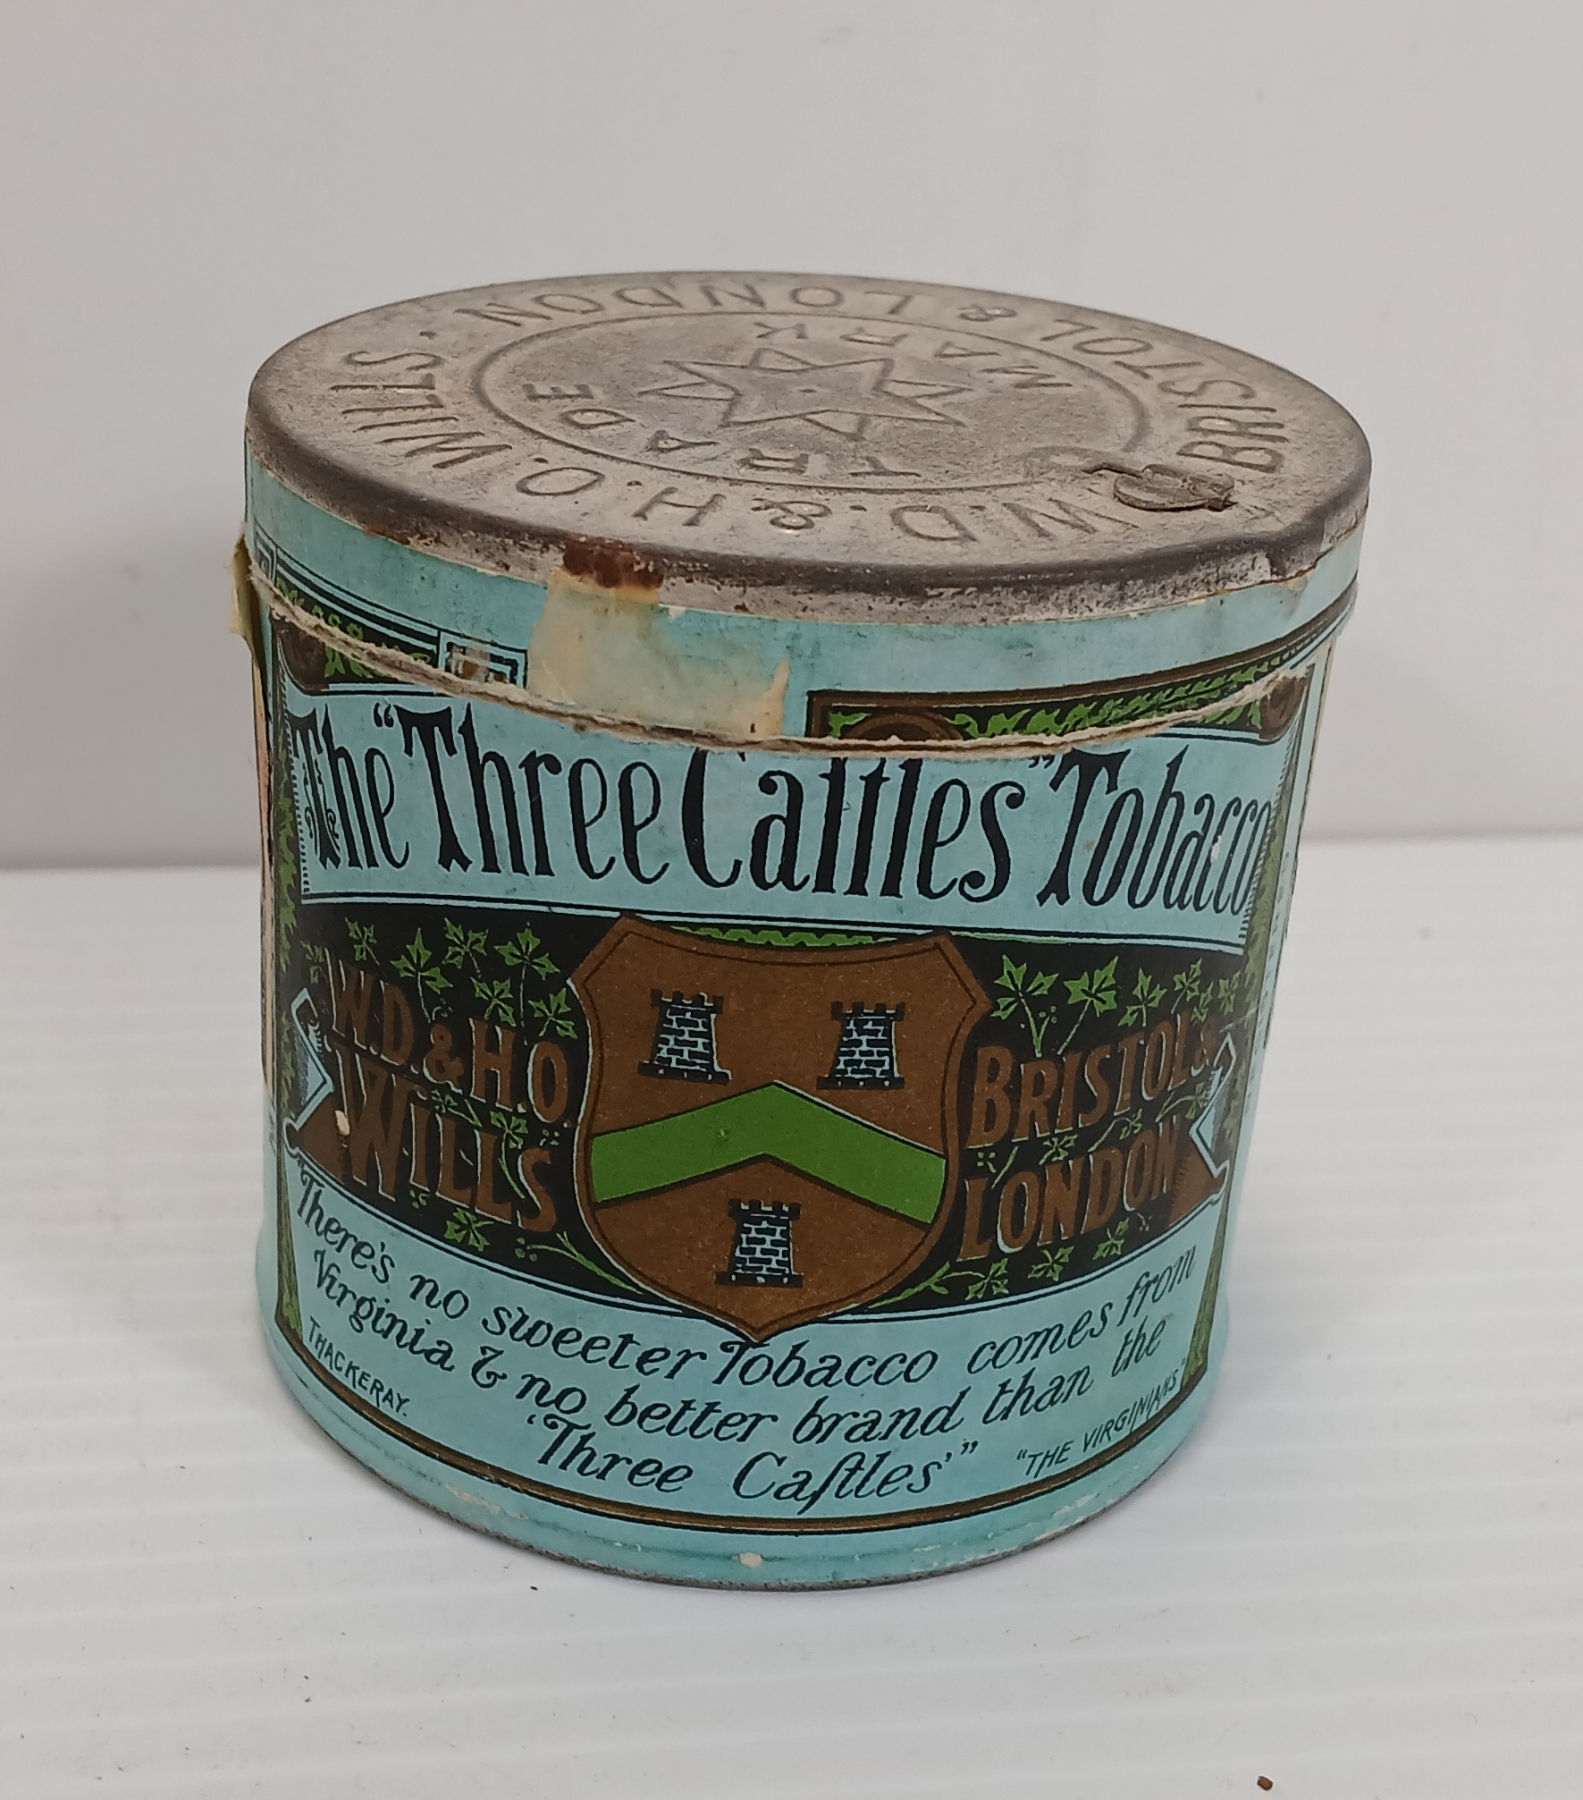 W.D. & H.O. WILLS. BRISTOL & LONDON
TRADE MARK
The "Three Caſtles" Tobacco
W.D. & H.O.
WILLS
BRISTOL &
LONDON
There's no sweeter Tobacco comes from
Virginia & no better brand than the
"Three Caſtles'"
THACKERAY.
"THE VIRGINIANS"